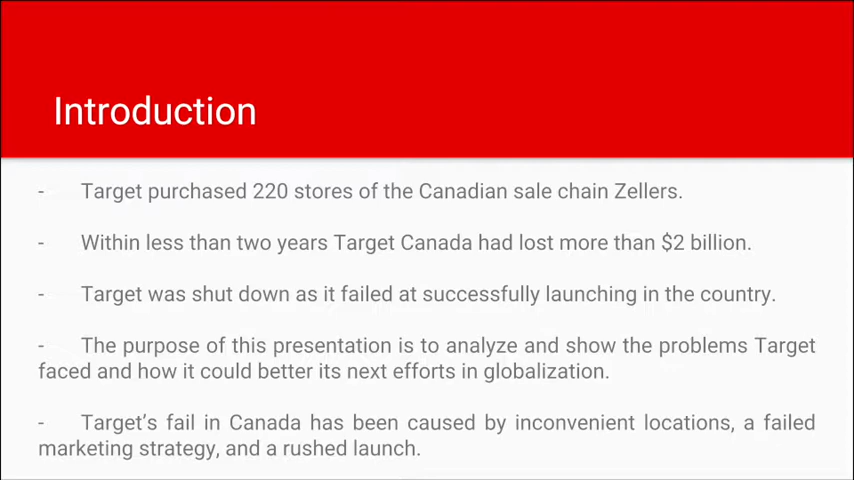 Introduction
- Target purchased 220 stores of the Canadian sale chain Zellers.
- Within less than two years Target Canada had lost more than $2 billion.
- Target was shut down as it failed at successfully launching in the country.
- The purpose of this presentation is to analyze and show the problems Target
faced and how it could better its next efforts in globalization.
- Target’s fail in Canada has been caused by inconvenient locations, a failed
marketing strategy, and a rushed launch.